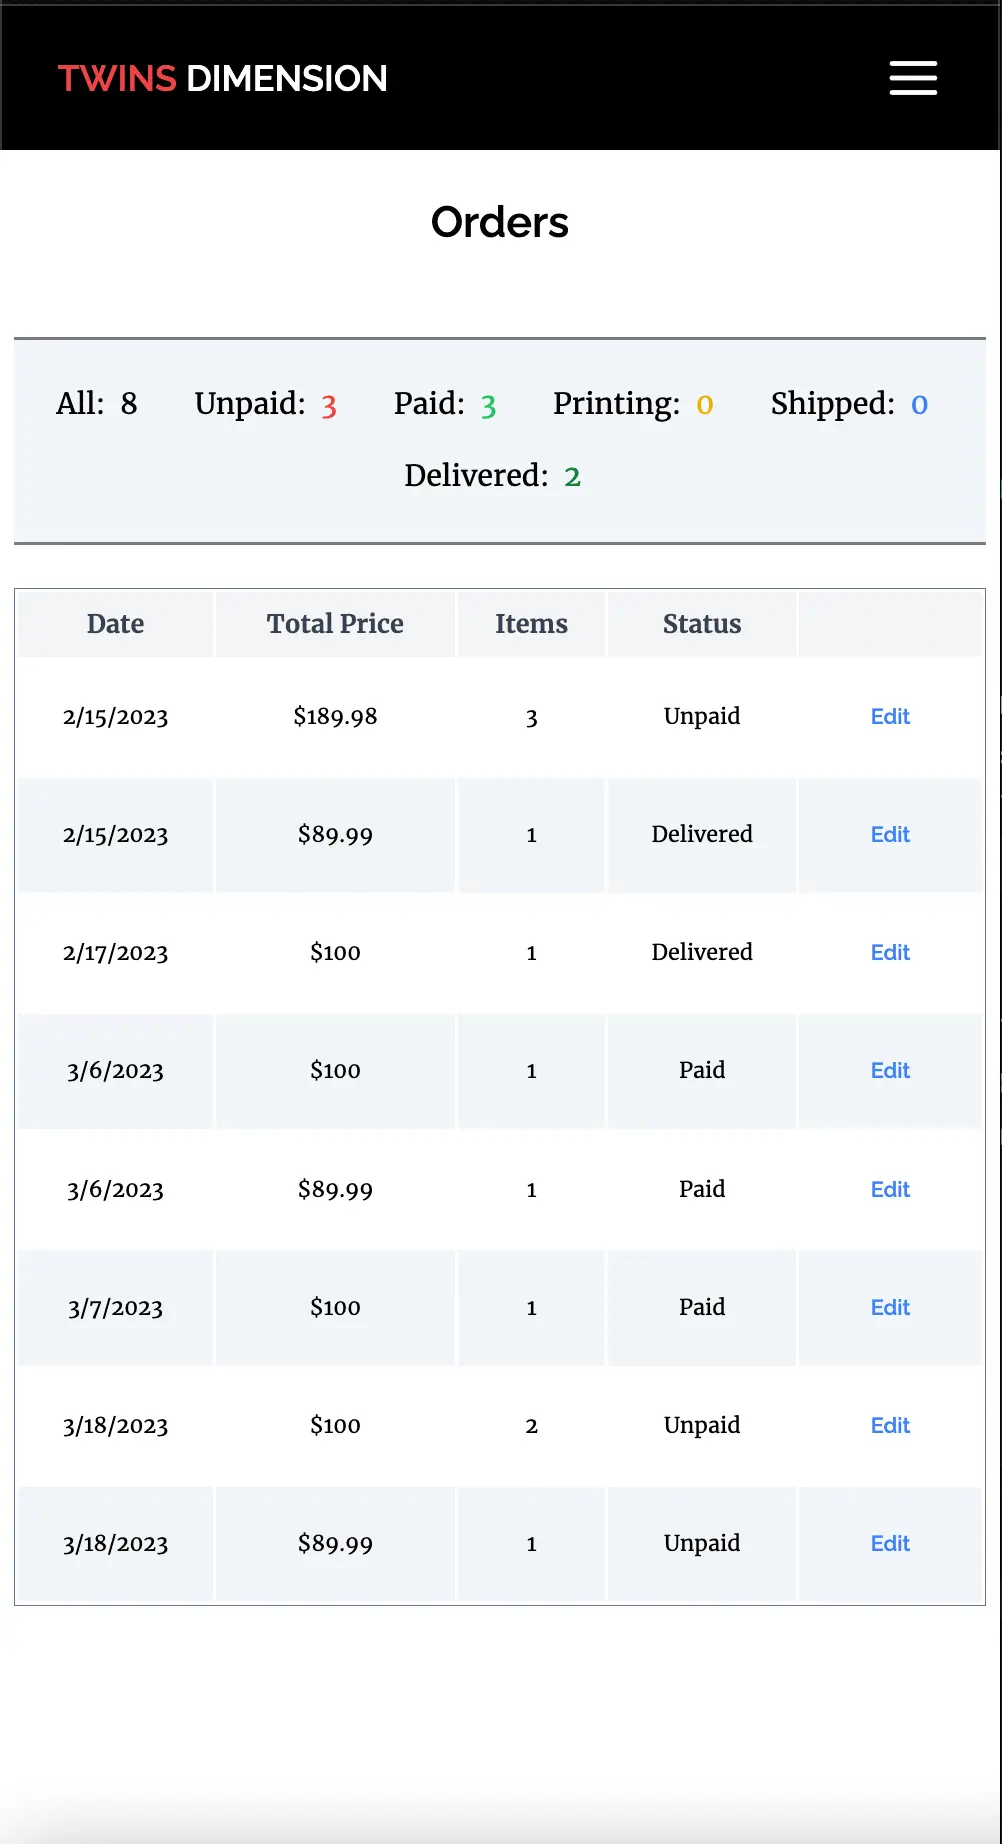 TWINS DIMENSION
Orders
All: 8 Unpaid: 3 Paid: 3 Printing: 0 Shipped: 0
Delivered: 2
Date Total Price Items Status
2/15/2023 $189.98 3 Unpaid Edit
2/15/2023 $89.99 1 Delivered Edit
2/17/2023 $100 1 Delivered Edit
3/6/2023 $100 1 Paid Edit
3/6/2023 $89.99 1 Paid Edit
3/7/2023 $100 1 Paid Edit
3/18/2023 $100 2 Unpaid Edit
3/18/2023 $89.99 1 Unpaid Edit